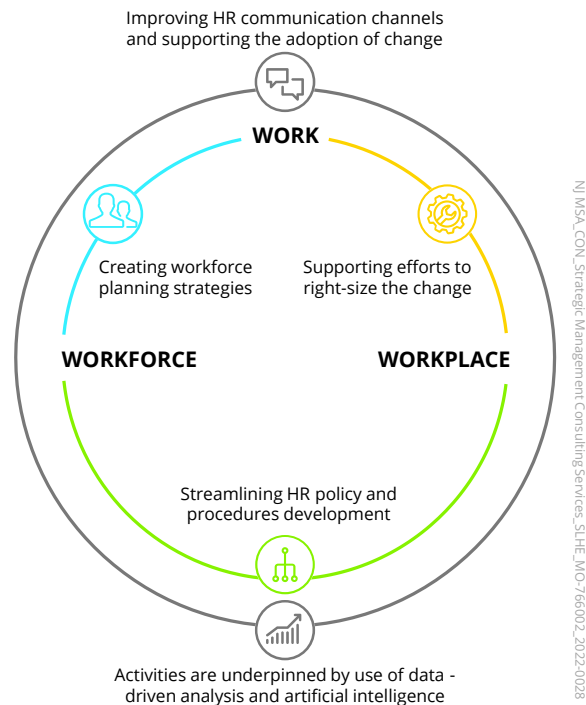 Improving HR communication channels
and supporting the adoption of change
WORK
Creating workforce
planning strategies
Supporting efforts to
right-size the change
WORKFORCE
WORKPLACE
Streamlining HR policy and
procedures development
Activities are underpinned by use of data -
driven analysis and artificial intelligence
NJ MSA_CON_Strategic Management Consulting Services_SLHE_MO-766002_2022-0028